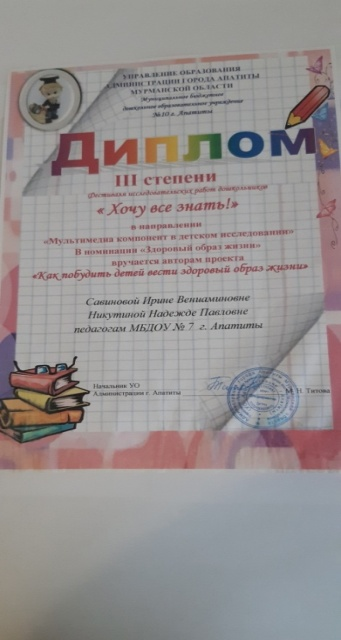 УПРАВЛЕНИЕ ОБРАЗОВАНИЯ
АДМИНИСТРАЦИИ ГОРОДА АПАТИТЫ
МУРМАНСКОЙ ОБЛАСТИ
Муниципальное бюджетное
дошкольное образовательное учреждение
№10 г. Апатиты
Диплом
III степени
Фестиваля исследовательских работ дошкольников
« Хочу все знать!»
в направлении
«Мультимедиа компонент в детском исследовании»
В номинации «Здоровый образ жизни»
вручается авторам проекта
«Как побудить детей вести здоровый образ жизни»
Савиновой Ирине Вениаминовне
Никутиной Надежде Павловне
педагогам МБДОУ № 7 г. Апатиты
Начальник УО
Администрации г. Апатиты Титова